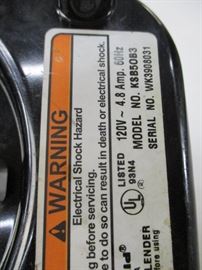 WARNING
Electrical Shock Hazard
g before servicing.
e to do so can result in death or electrical shock.
UL
LISTED
93N4
120V~ 4.8 Amp. 60Hz
MODEL NO. KSB50B3
SERIAL NO. WK3908031
LENDER